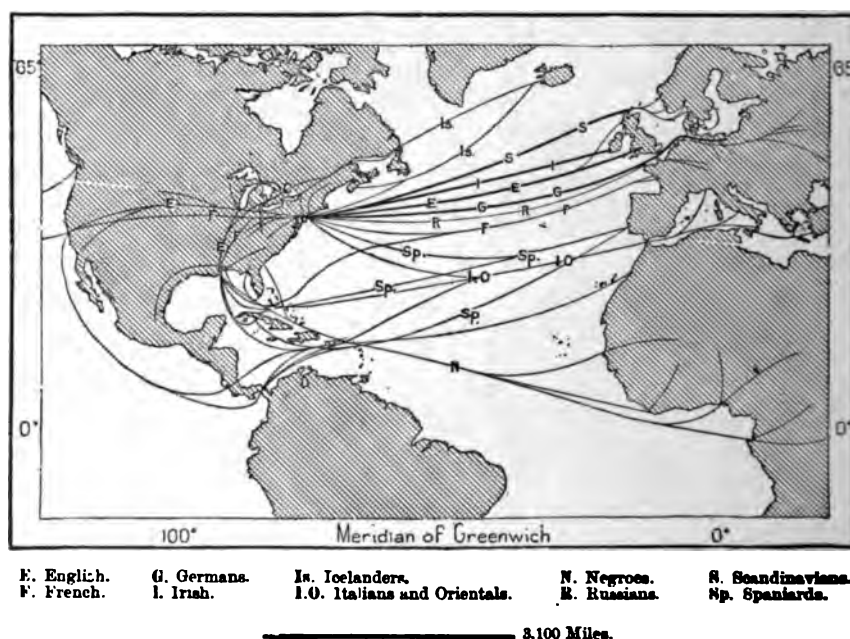 65° 65°
Is.
S
Is.
S
I
I
C
E
E
E
G
G
F
R
R
F
F
E
Sp. Sp.
I.O
I.O
Sp.
Sp.
N
0° 0°
100° Meridian of Greenwich 0°
E. English. G. Germans. Is. Icelanders. N. Negroes. S. Scandinavians.
F. French. I. Irish. I.O. Italians and Orientals. R. Russians. Sp. Spaniards.
3,100 Miles.